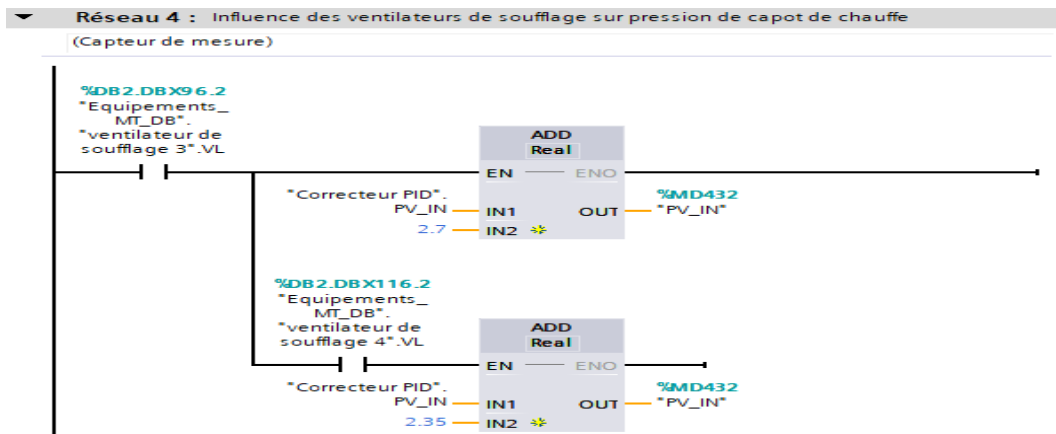 Réseau 4 : Influence des ventilateurs de soufflage sur pression de capot de chauffe
(Capteur de mesure)
%DB2.DBX96.2
"Equipements_
MT_DB".
"ventilateur de
soufflage 3".VL
ADD
Real
EN ENO
"Correcteur PID".
PV_IN IN1
2.7 IN2
OUT
%MD432
"PV_IN"
%DB2.DBX116.2
"Equipements_
MT_DB".
"ventilateur de
soufflage 4".VL
ADD
Real
EN ENO
"Correcteur PID".
PV_IN IN1
2.35 IN2
OUT
%MD432
"PV_IN"